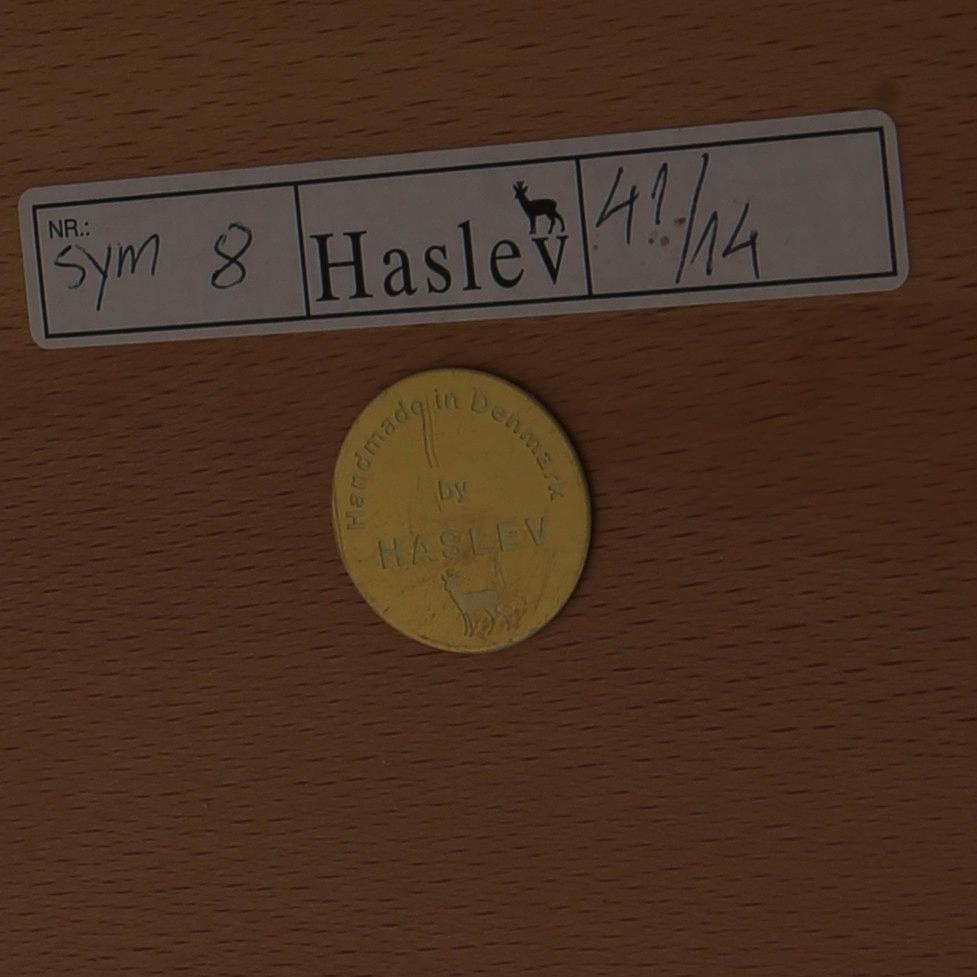 NR.: sym 8 Haslev 41/14
Handmade in Denmark
by
HASLEV